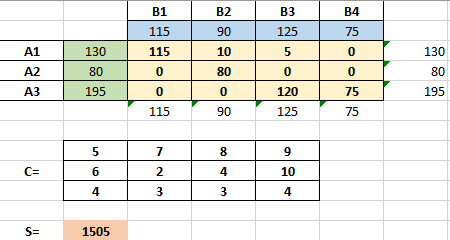 B1 B2 B3 B4
115 90 125 75
A1 130 115 10 5 0 130
A2 80 0 80 0 0 80
A3 195 0 0 120 75 195
115 90 125 75
5 7 8 9
C= 6 2 4 10
4 3 3 4
S= 1505